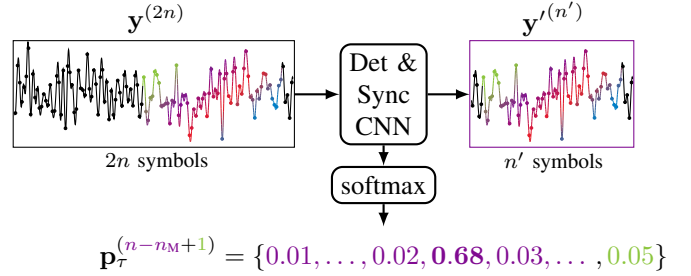 y^(2n) y'^(n')
Det &
Sync
CNN
2n symbols n' symbols
softmax
p_τ^(n−n_M+1) = {0.01, ..., 0.02, 0.68, 0.03, ..., 0.05}